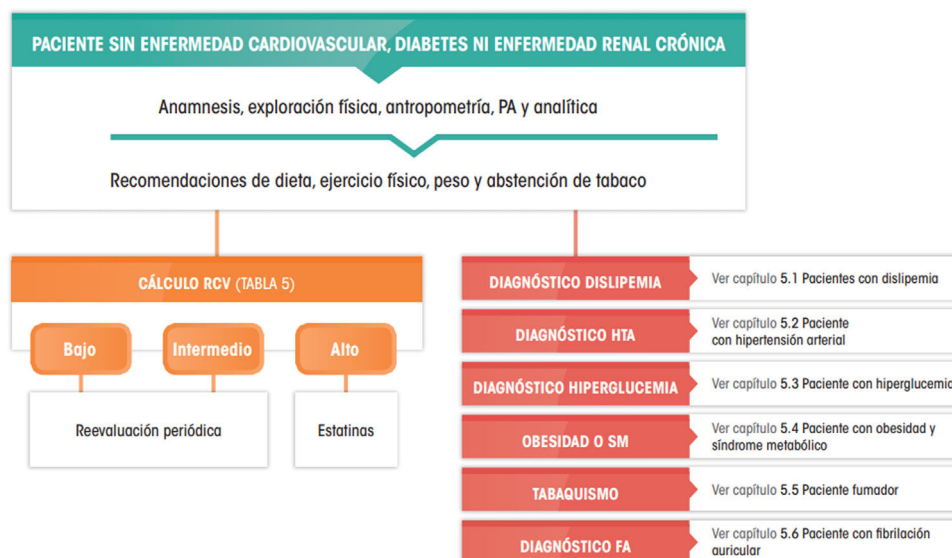 PACIENTE SIN ENFERMEDAD CARDIOVASCULAR, DIABETES NI ENFERMEDAD RENAL CRÓNICA
Anamnesis, exploración física, antropometría, PA y analítica
Recomendaciones de dieta, ejercicio físico, peso y abstención de tabaco
CÁLCULO RCV (TABLA 5)
Bajo
Intermedio
Alto
Reevaluación periódica
Estatinas
DIAGNÓSTICO DISLIPEMIA
Ver capítulo 5.1 Pacientes con dislipemia
DIAGNÓSTICO HTA
Ver capítulo 5.2 Paciente
con hipertensión arterial
DIAGNÓSTICO HIPERGLUCEMIA
Ver capítulo 5.3 Paciente con hiperglucemia
OBESIDAD O SM
Ver capítulo 5.4 Paciente con obesidad y
síndrome metabólico
TABAQUISMO
Ver capítulo 5.5 Paciente fumador
DIAGNÓSTICO FA
Ver capítulo 5.6 Paciente con fibrilación
auricular